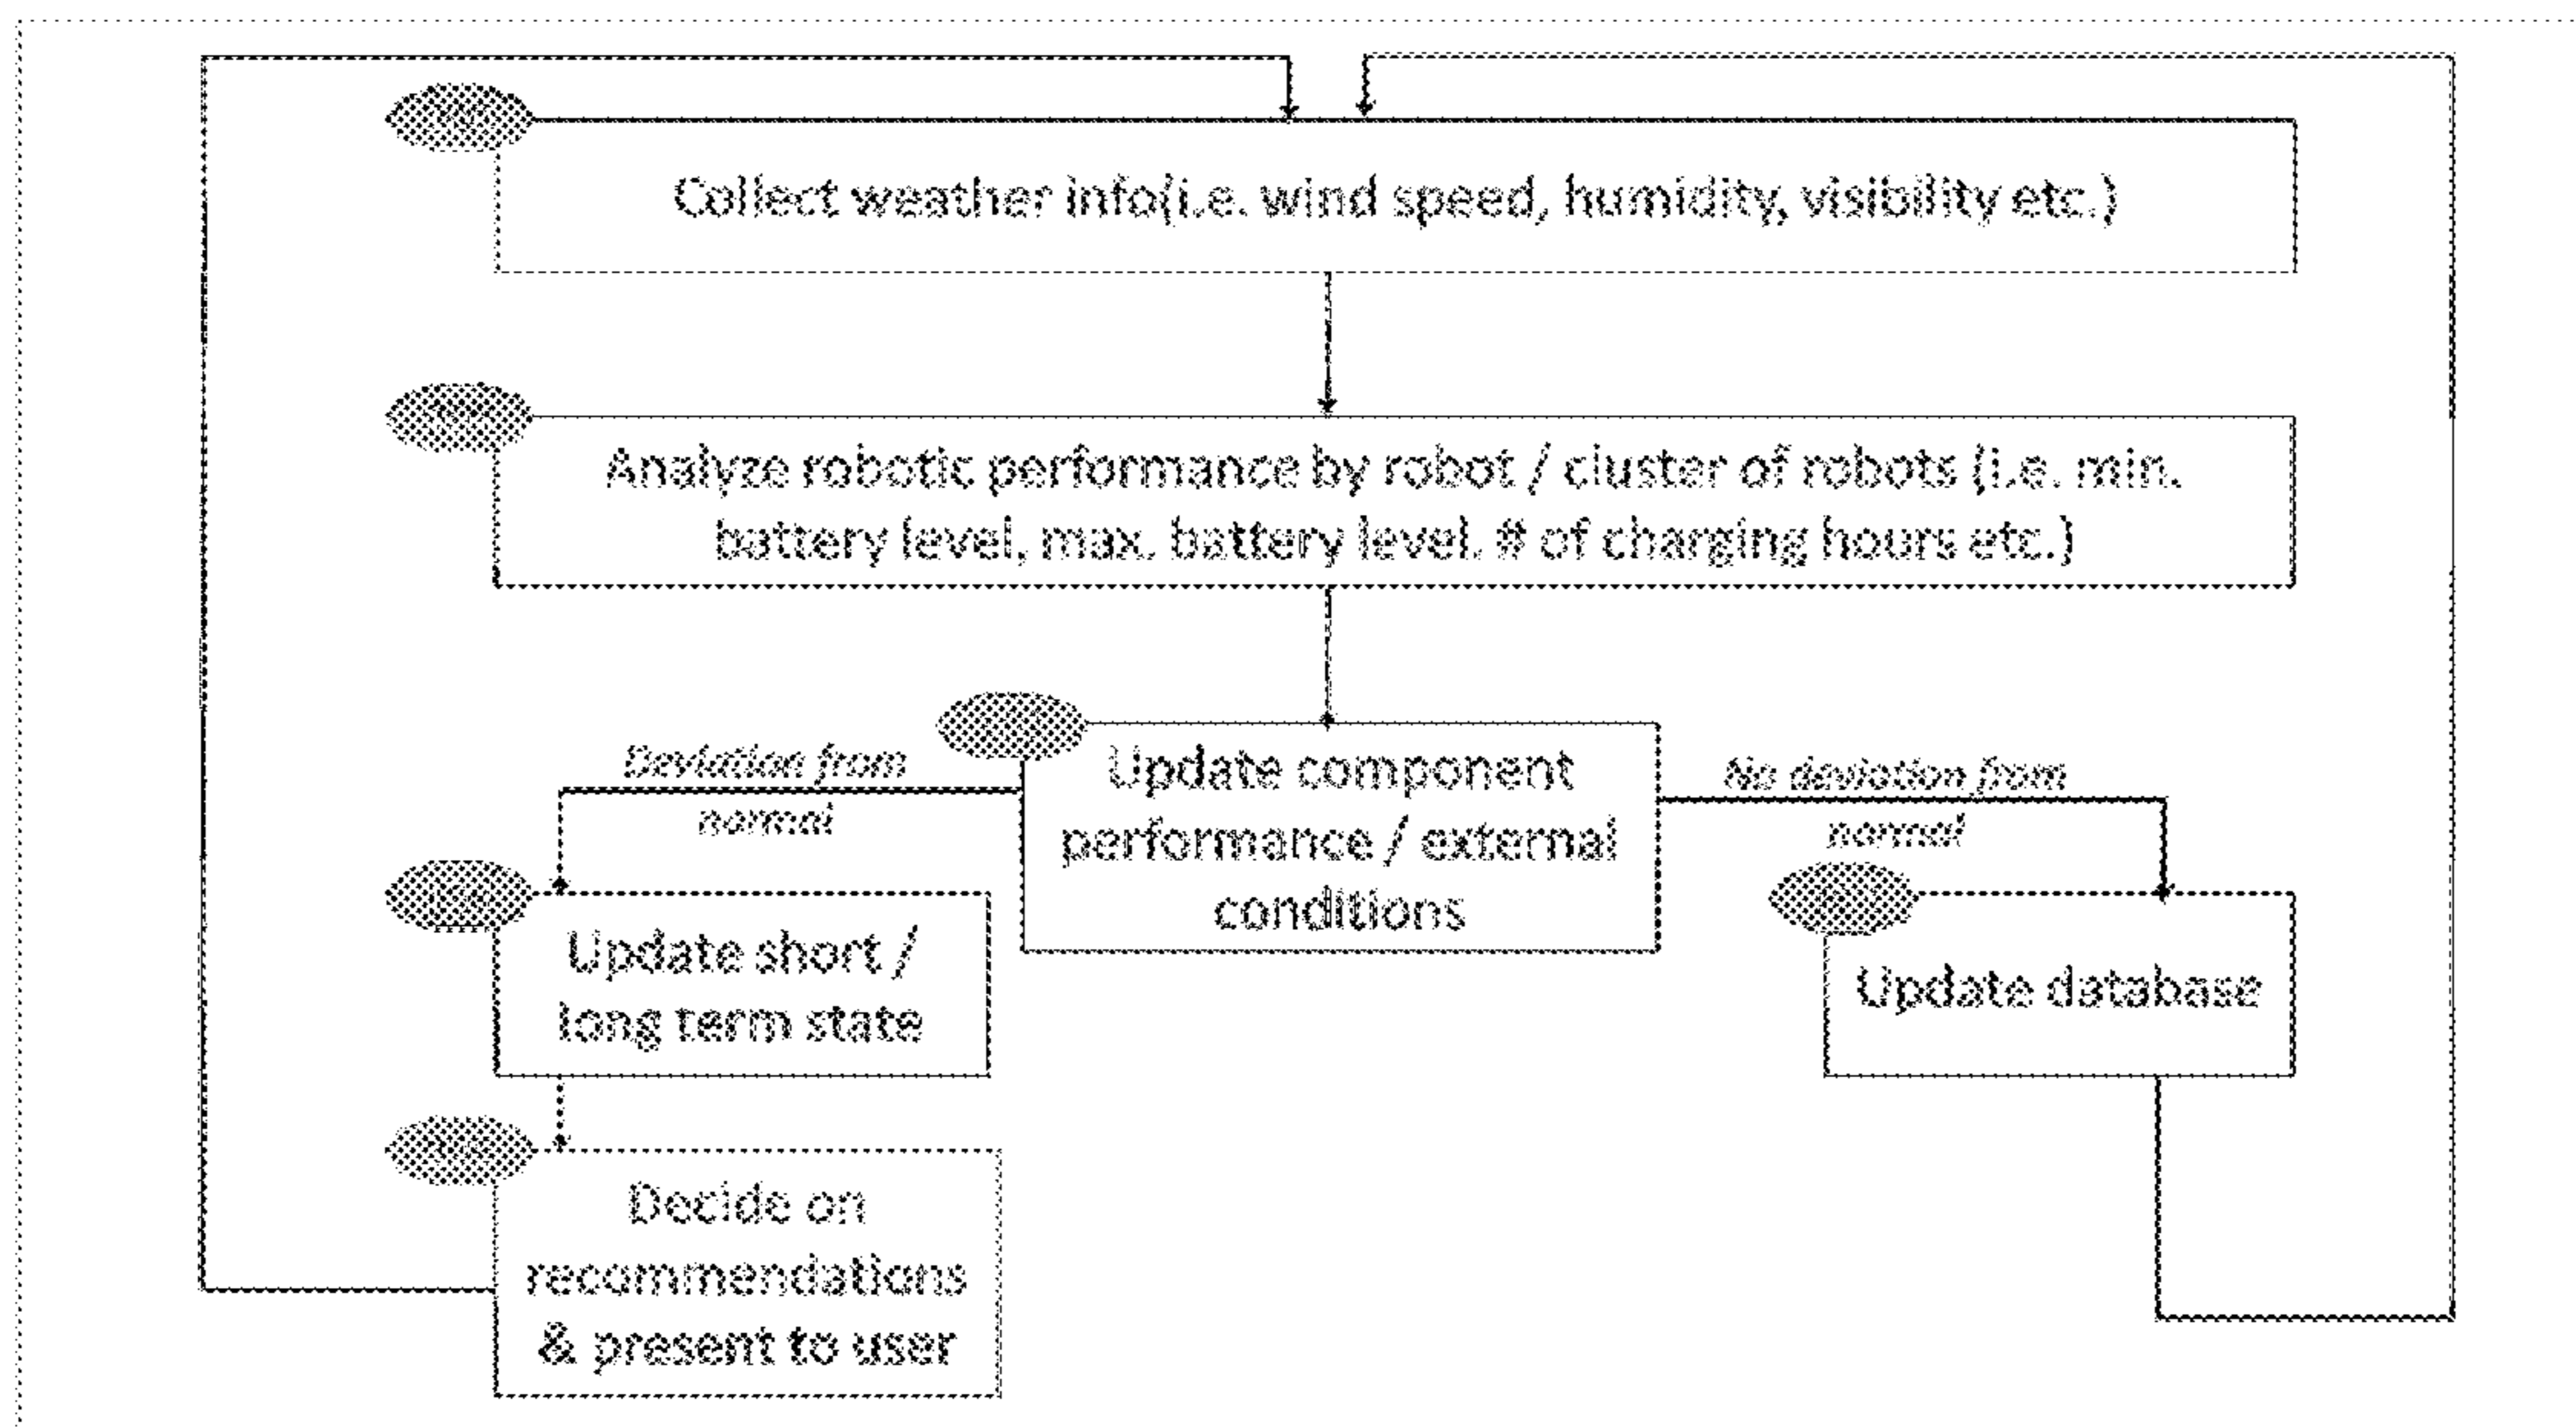 Collect weather info(i.e. wind speed, humidity, visibility etc.)
Analyze robotic performance by robot / cluster of robots (i.e. min.
battery level, max. battery level. # of charging hours etc.)
Deviation from
normal
Update component
performance / external
conditions
No deviation from
normal
Update short /
long term state
Update database
Decide on
recommendations
& present to user